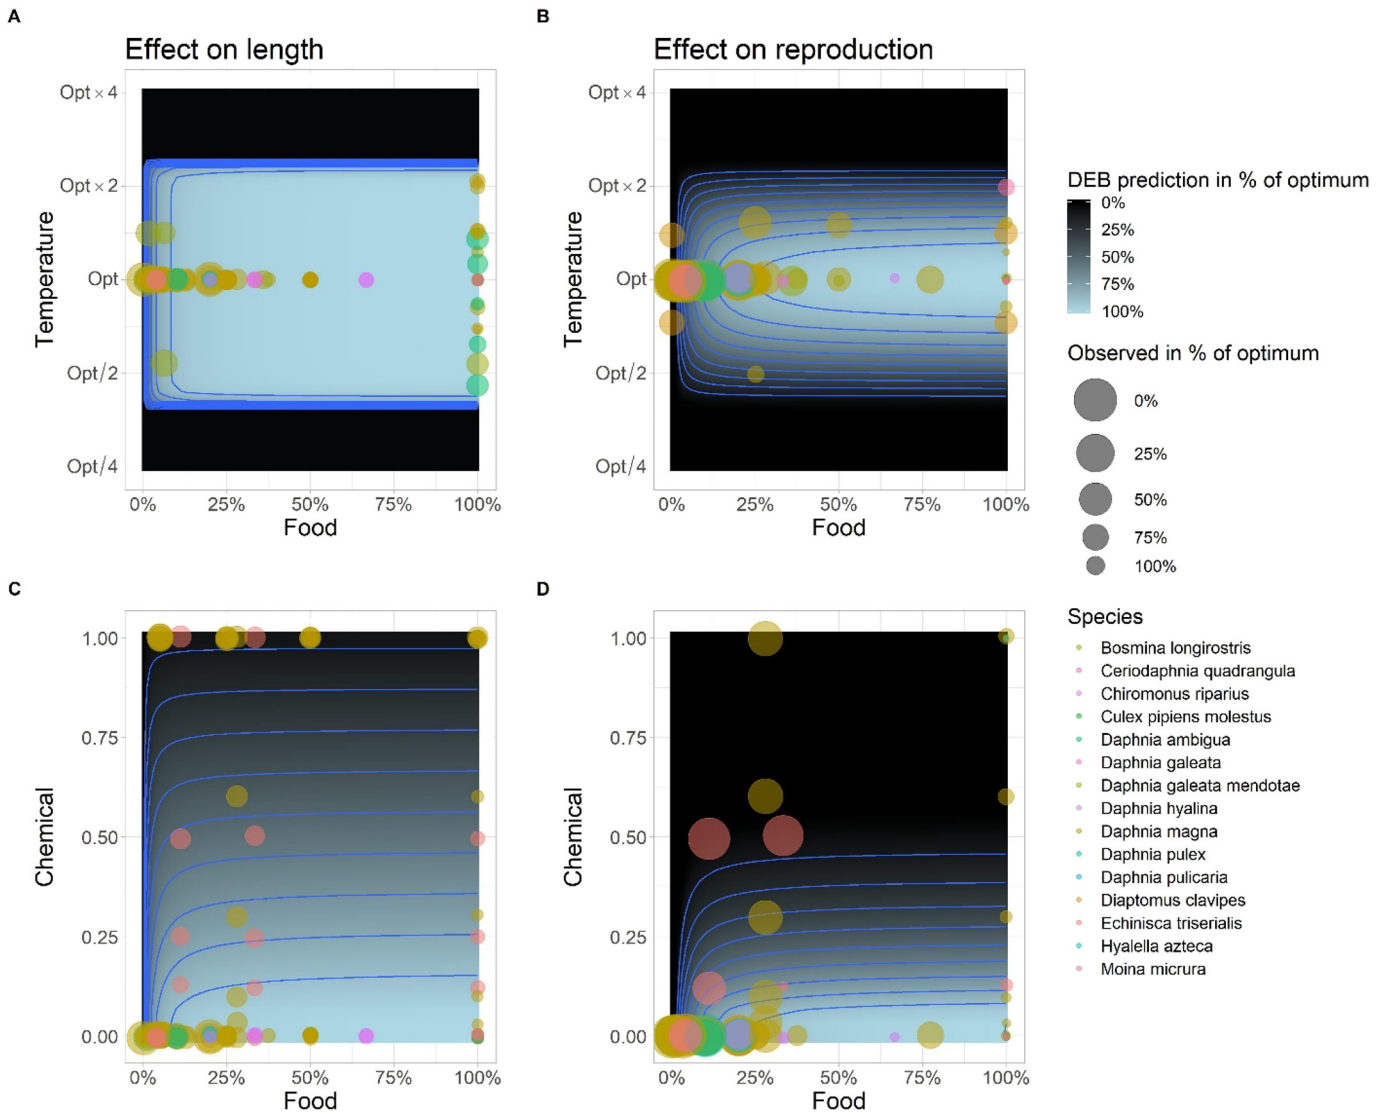 A
B
Effect on length
Effect on reproduction
Opt × 4
Opt × 2
Opt
Opt/2
Opt/4
Temperature
0% 25% 50% 75% 100%
Food
Opt × 4
Opt × 2
Opt
Opt/2
Opt/4
Temperature
0% 25% 50% 75% 100%
Food
DEB prediction in % of optimum
0%
25%
50%
75%
100%
Observed in % of optimum
0%
25%
50%
75%
100%
C
D
1.00
0.75
0.50
0.25
0.00
Chemical
0% 25% 50% 75% 100%
Food
1.00
0.75
0.50
0.25
0.00
Chemical
0% 25% 50% 75% 100%
Food
Species
Bosmina longirostris
Ceriodaphnia quadrangula
Chiromonus riparius
Culex pipiens molestus
Daphnia ambigua
Daphnia galeata
Daphnia galeata mendotae
Daphnia hyalina
Daphnia magna
Daphnia pulex
Daphnia pulicaria
Diaptomus clavipes
Echinisca triserialis
Hyalella azteca
Moina micrura